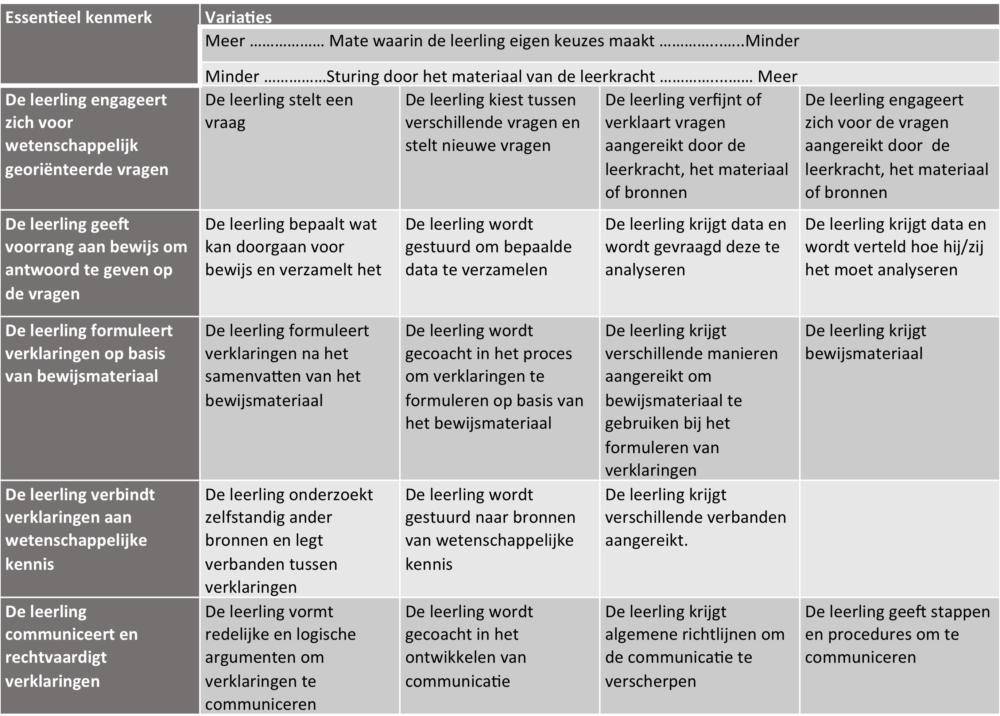 Essentieel kenmerk
Variaties
Meer ……………… Mate waarin de leerling eigen keuzes maakt …………..…...Minder
Minder ……………Sturing door het materiaal van de leerkracht …………...…… Meer
De leerling engageert
zich voor
wetenschappelijk
georiënteerde vragen
De leerling stelt een
vraag
De leerling kiest tussen
verschillende vragen en
stelt nieuwe vragen
De leerling verfijnt of
verklaart vragen
aangereikt door de
leerkracht, het materiaal
of bronnen
De leerling engageert
zich voor de vragen
aangereikt door  de
leerkracht, het materiaal
of bronnen
De leerling geeft
voorrang aan bewijs om
antwoord te geven op
de vragen
De leerling bepaalt wat
kan doorgaan voor
bewijs en verzamelt het
De leerling wordt
gestuurd om bepaalde
data te verzamelen
De leerling krijgt data en
wordt gevraagd deze te
analyseren
De leerling krijgt data en
wordt verteld hoe hij/zij
het moet analyseren
De leerling formuleert
verklaringen op basis
van bewijsmateriaal
De leerling formuleert
verklaringen na het
samenvatten van het
bewijsmateriaal
De leerling wordt
gecoacht in het proces
om verklaringen te
formuleren op basis van
het bewijsmateriaal
De leerling krijgt
verschillende manieren
aangereikt om
bewijsmateriaal te
gebruiken bij het
formuleren van
verklaringen
De leerling krijgt
bewijsmateriaal
De leerling verbindt
verklaringen aan
wetenschappelijke
kennis
De leerling onderzoekt
zelfstandig ander
bronnen en legt
verbanden tussen
verklaringen
De leerling wordt
gestuurd naar bronnen
van wetenschappelijke
kennis
De leerling krijgt
verschillende verbanden
aangereikt.
De leerling
communiceert en
rechtvaardigt
verklaringen
De leerling vormt
redelijke en logische
argumenten om
verklaringen te
communiceren
De leerling wordt
gecoacht in het
ontwikkelen van
communicatie
De leerling krijgt
algemene richtlijnen om
de communicatie te
verscherpen
De leerling geeft stappen
en procedures om te
communiceren